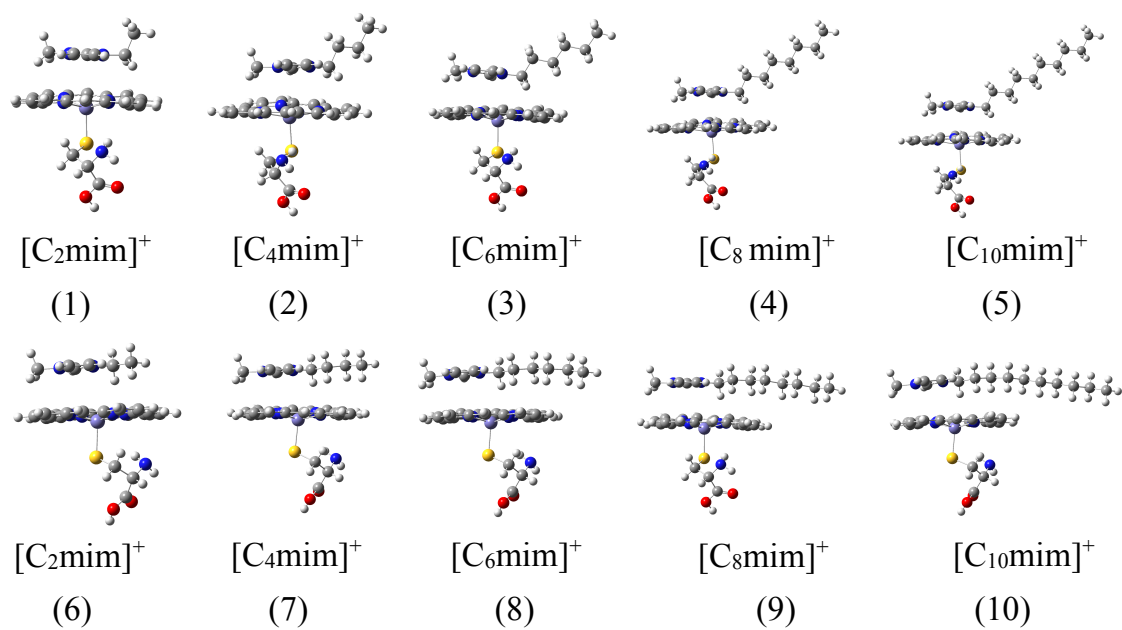 [C₂mim]⁺ [C₄mim]⁺ [C₆mim]⁺ [C₈ mim]⁺ [C₁₀mim]⁺
(1) (2) (3) (4) (5)
[C₂mim]⁺ [C₄mim]⁺ [C₆mim]⁺ [C₈mim]⁺ [C₁₀mim]⁺
(6) (7) (8) (9) (10)